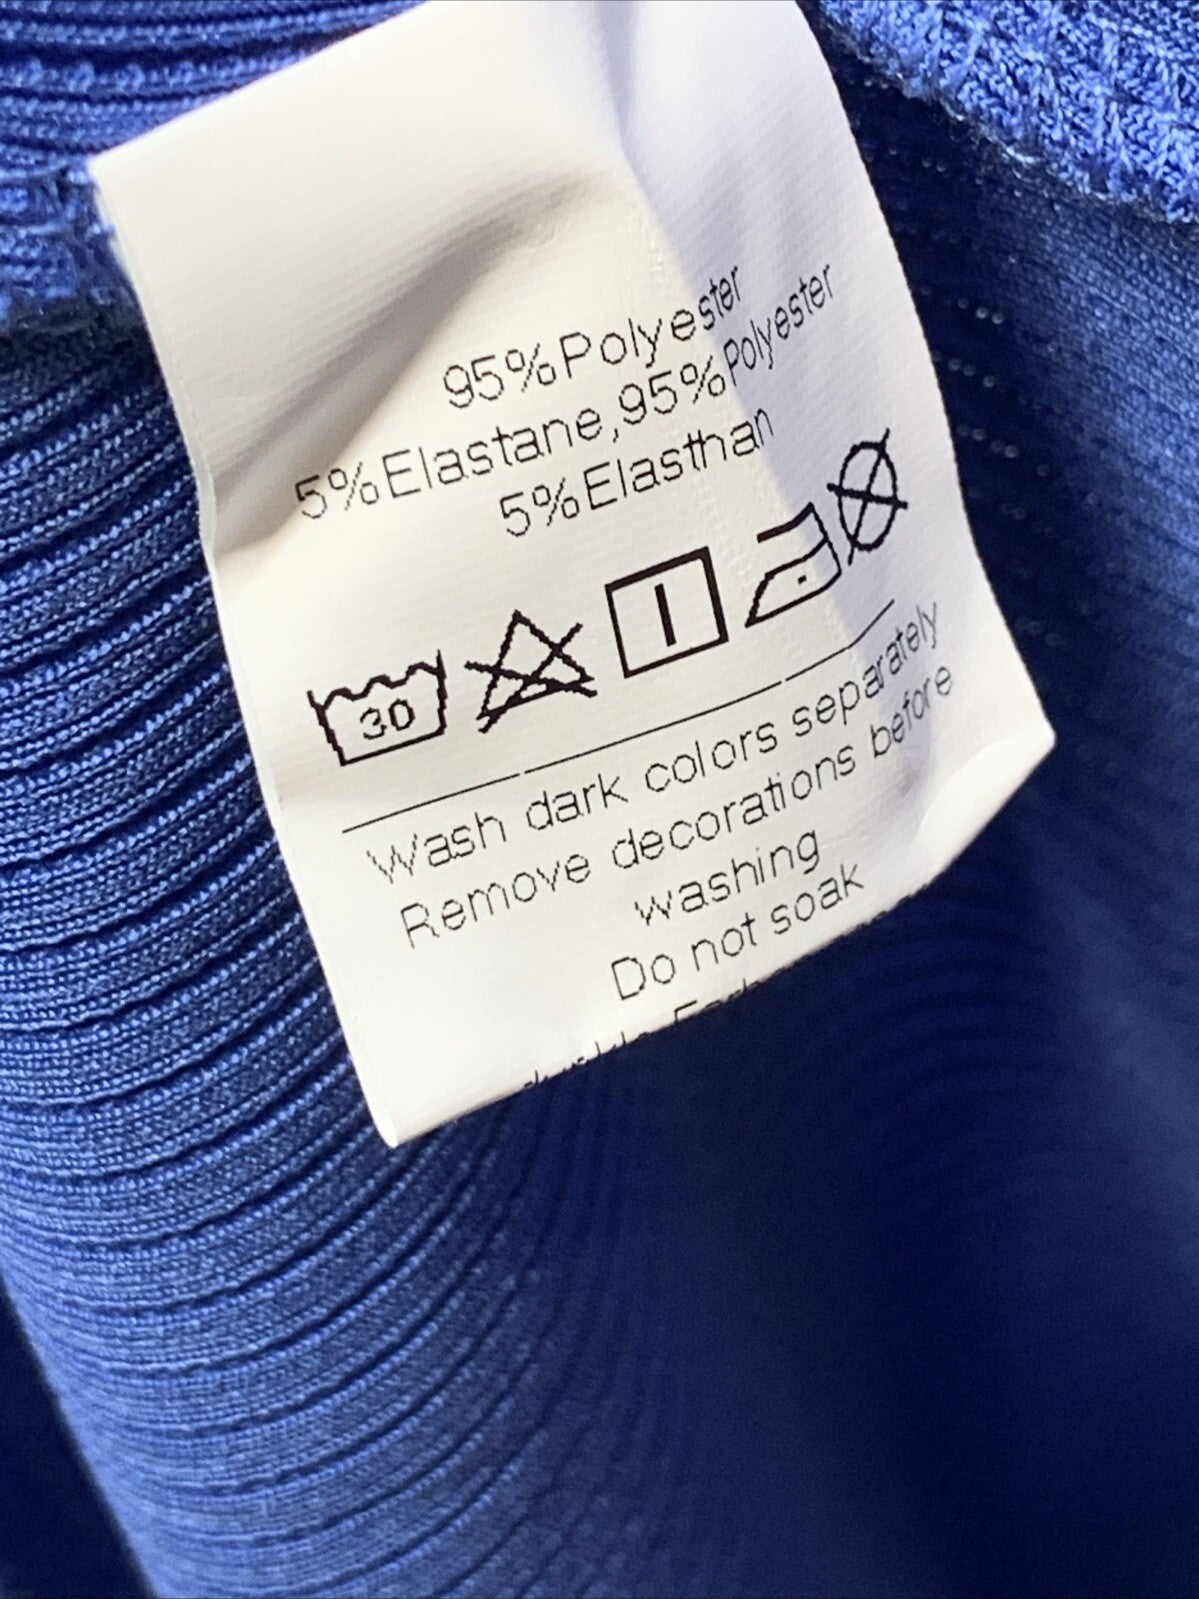 95%Polyester
5%Elastane,95%Polyester
5%Elasthan
30
Wash dark colors separately
Remove decorations before
washing
Do not soak